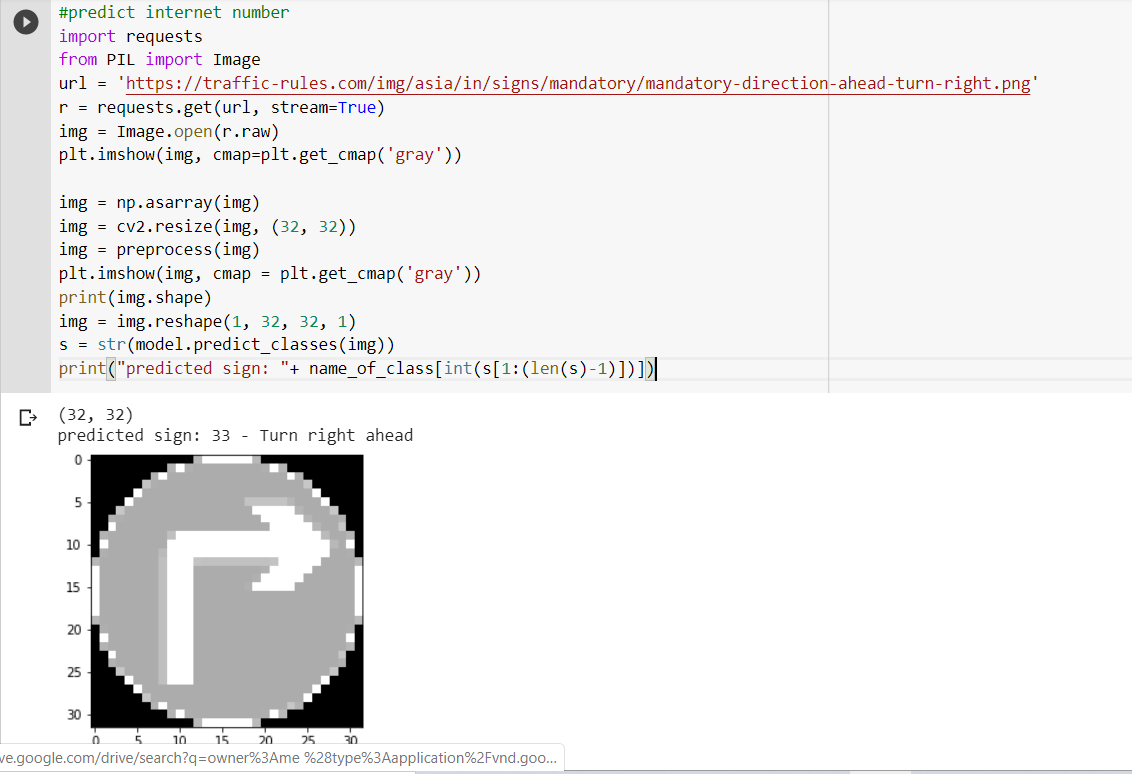 #predict internet number
import requests
from PIL import Image
url = 'https://traffic-rules.com/img/asia/in/signs/mandatory/mandatory-direction-ahead-turn-right.png'
r = requests.get(url, stream=True)
img = Image.open(r.raw)
plt.imshow(img, cmap=plt.get_cmap('gray'))
img = np.asarray(img)
img = cv2.resize(img, (32, 32))
img = preprocess(img)
plt.imshow(img, cmap = plt.get_cmap('gray'))
print(img.shape)
img = img.reshape(1, 32, 32, 1)
s = str(model.predict_classes(img))
print("predicted sign: "+ name_of_class[int(s[1:(len(s)-1)])])
(32, 32)
predicted sign: 33 - Turn right ahead
0
5
10
15
20
25
30
0 5 10 15 20 25 30
ve.google.com/drive/search?q=owner%3Ame %28type%3Aapplication%2Fvnd.goo...